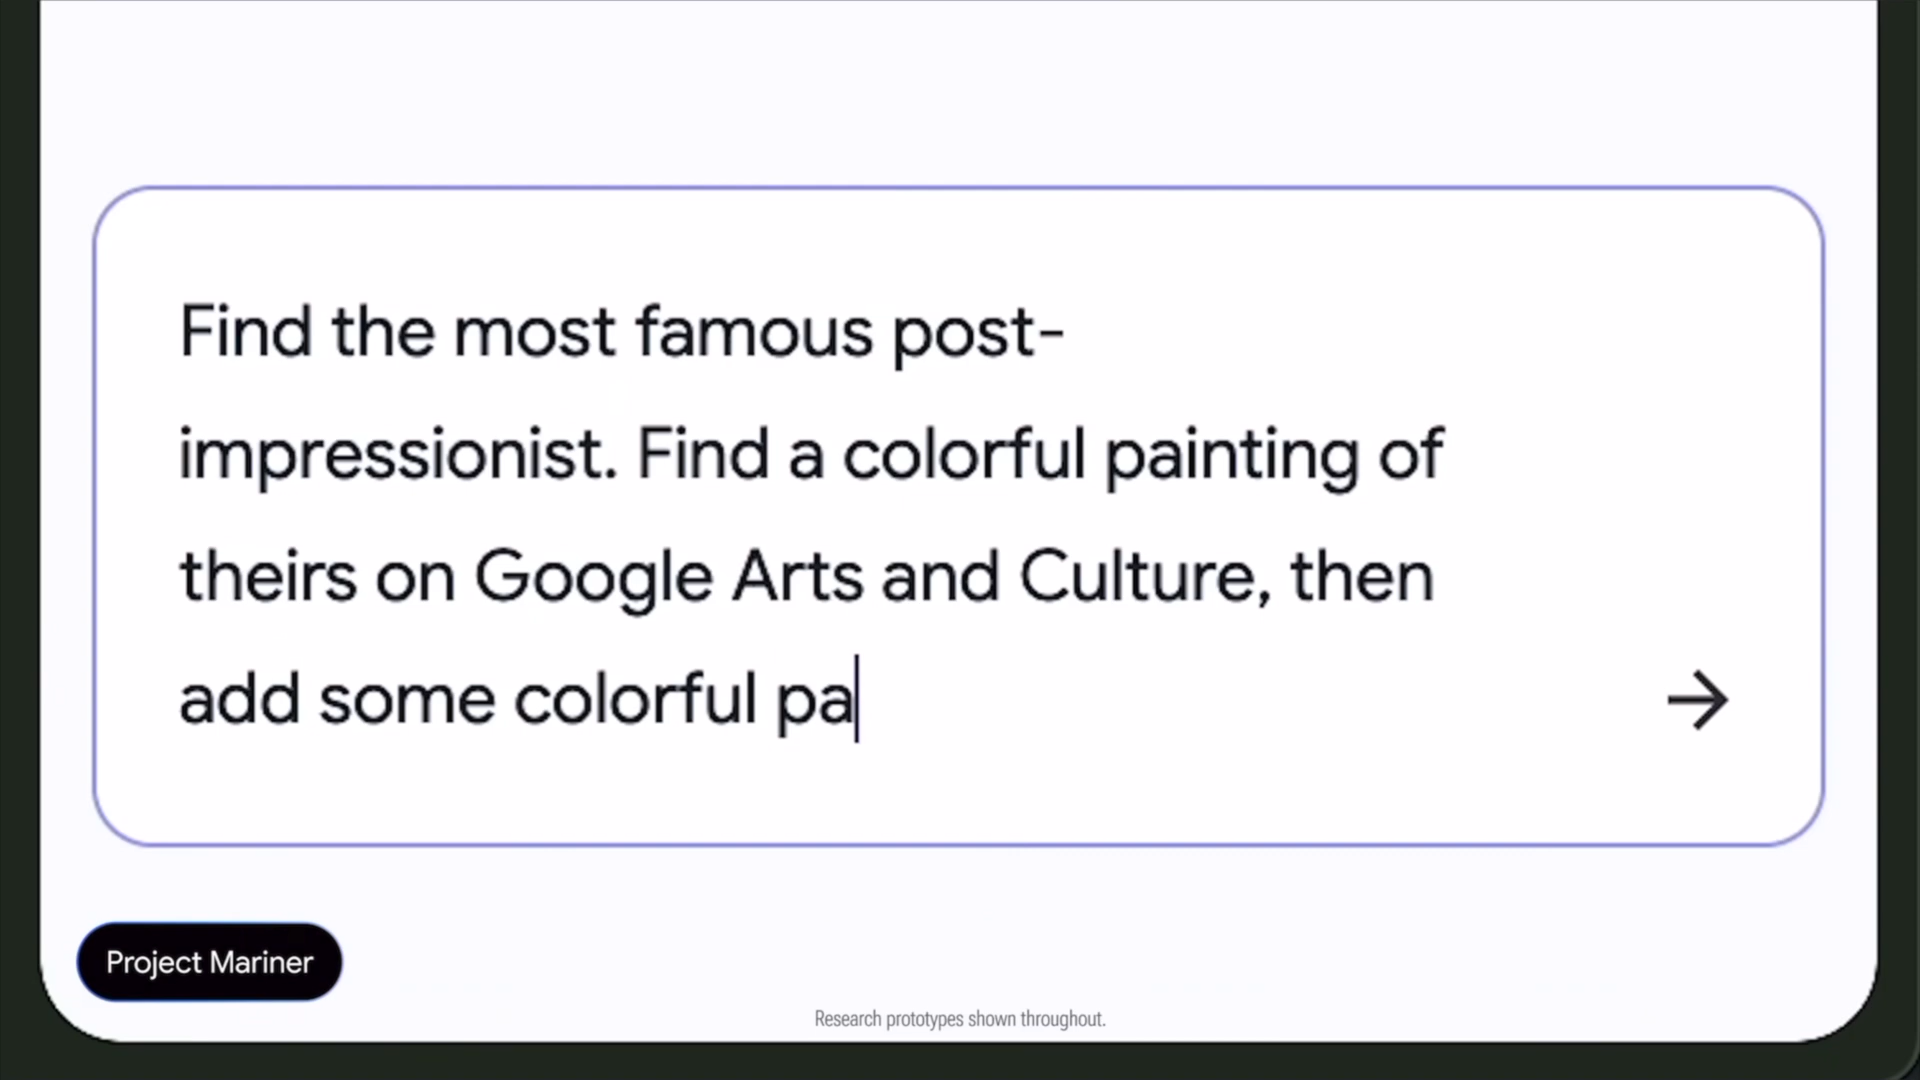 Find the most famous post-
impressionist. Find a colorful painting of
theirs on Google Arts and Culture, then
add some colorful pa
Project Mariner
Research prototypes shown throughout.